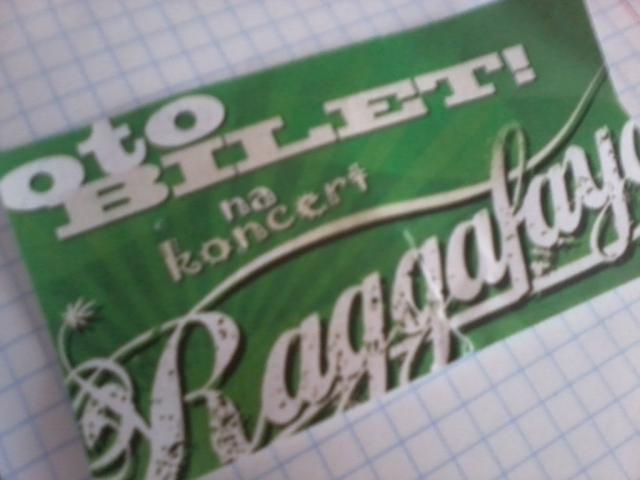 oto
BILET!
na
koncert
Raggafaya